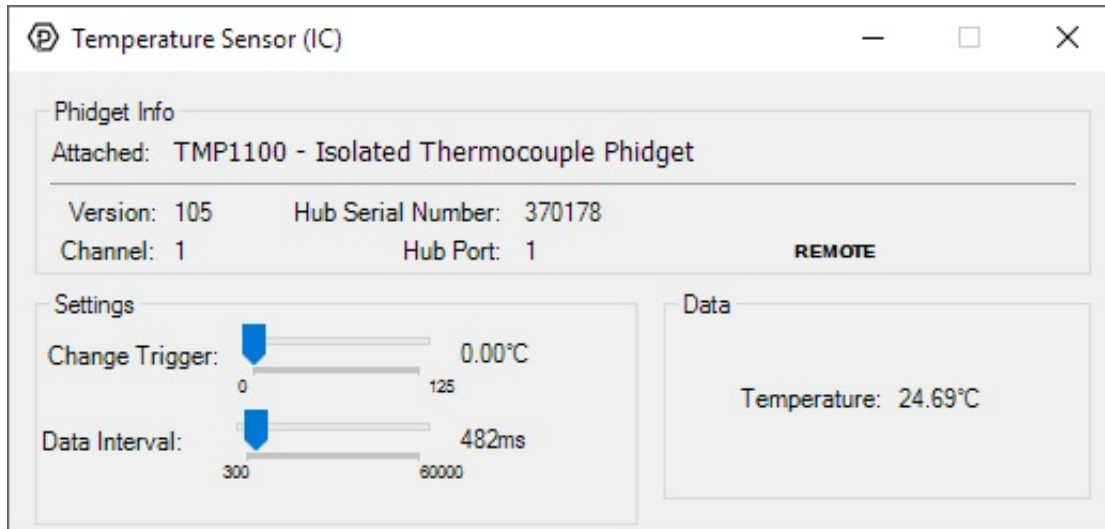 Temperature Sensor (IC)
Phidget Info
Attached: TMP1100 - Isolated Thermocouple Phidget
Version: 105 Hub Serial Number: 370178
Channel: 1 Hub Port: 1 REMOTE
Settings
Change Trigger: 0.00°C
0 125
Data Interval: 482ms
300 60000
Data
Temperature: 24.69°C